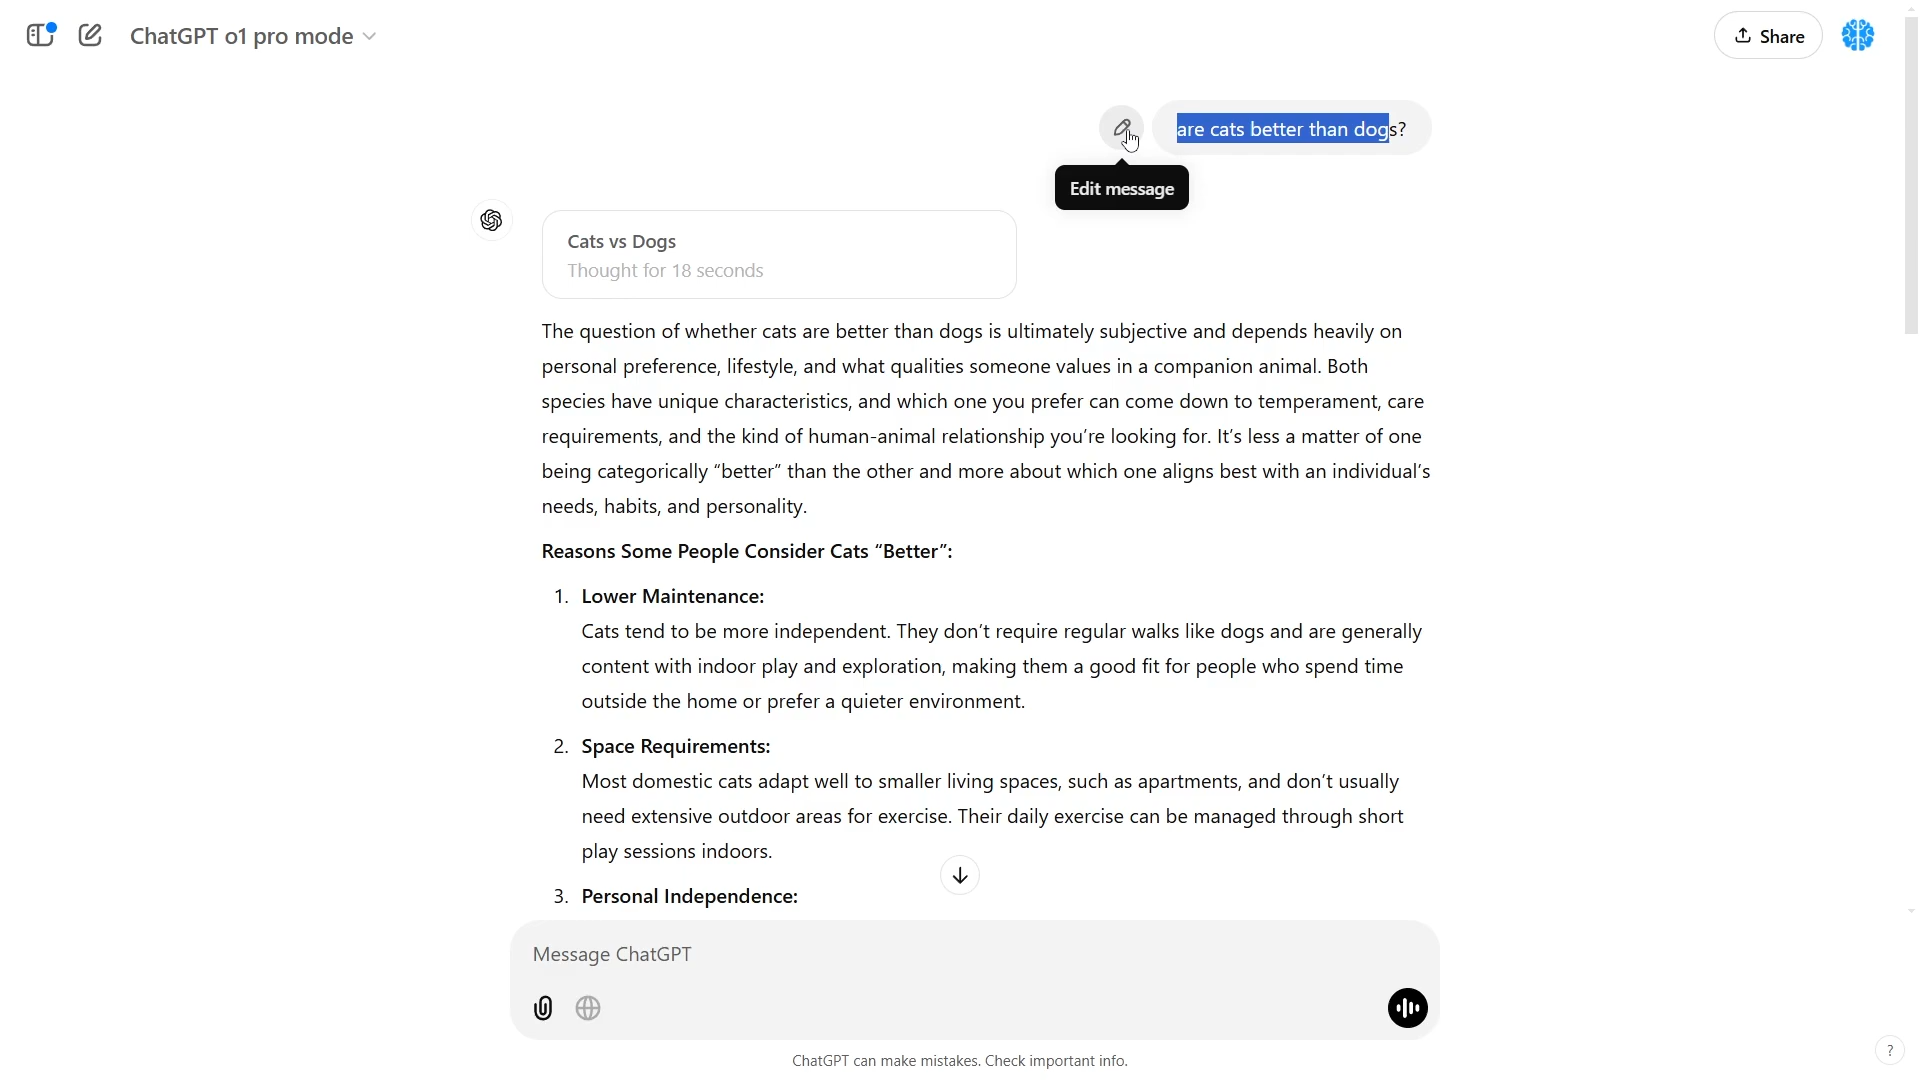 ChatGPT o1 pro mode
Share
are cats better than dogs?
Edit message
Cats vs Dogs
Thought for 18 seconds
The question of whether cats are better than dogs is ultimately subjective and depends heavily on
personal preference, lifestyle, and what qualities someone values in a companion animal. Both
species have unique characteristics, and which one you prefer can come down to temperament, care
requirements, and the kind of human-animal relationship you’re looking for. It’s less a matter of one
being categorically “better” than the other and more about which one aligns best with an individual’s
needs, habits, and personality.
Reasons Some People Consider Cats “Better”:
1. Lower Maintenance:
Cats tend to be more independent. They don’t require regular walks like dogs and are generally
content with indoor play and exploration, making them a good fit for people who spend time
outside the home or prefer a quieter environment.
2. Space Requirements:
Most domestic cats adapt well to smaller living spaces, such as apartments, and don’t usually
need extensive outdoor areas for exercise. Their daily exercise can be managed through short
play sessions indoors.
3. Personal Independence:
Message ChatGPT
ChatGPT can make mistakes. Check important info.
?